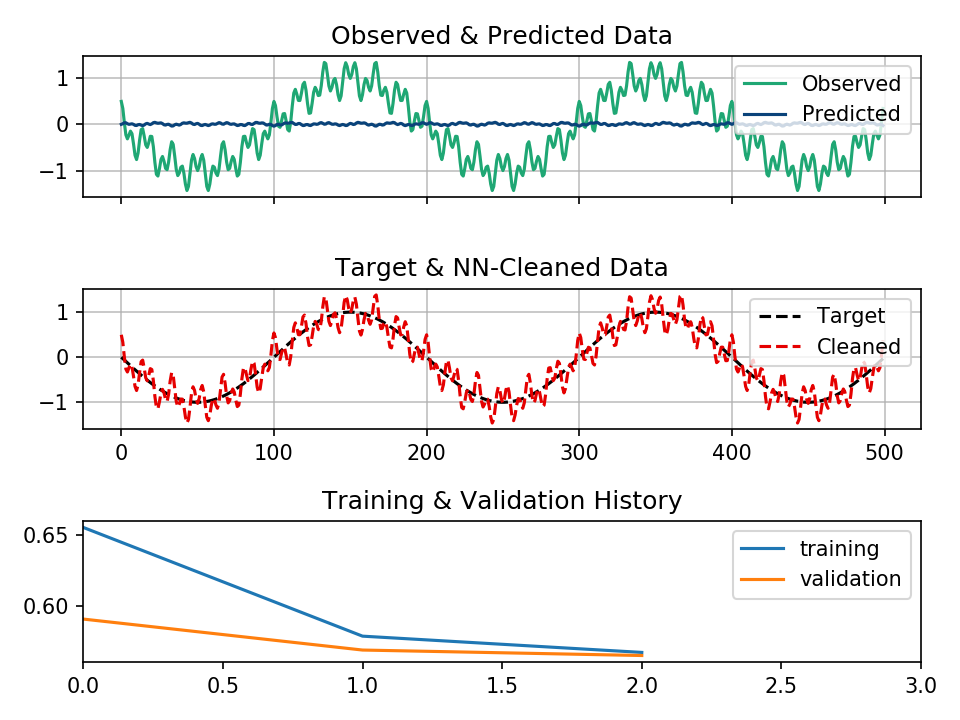 Observed & Predicted Data
1
0
−1
Observed
Predicted
Target & NN-Cleaned Data
1
0
−1
Target
Cleaned
0 100 200 300 400 500
Training & Validation History
0.65
0.60
training
validation
0.0 0.5 1.0 1.5 2.0 2.5 3.0